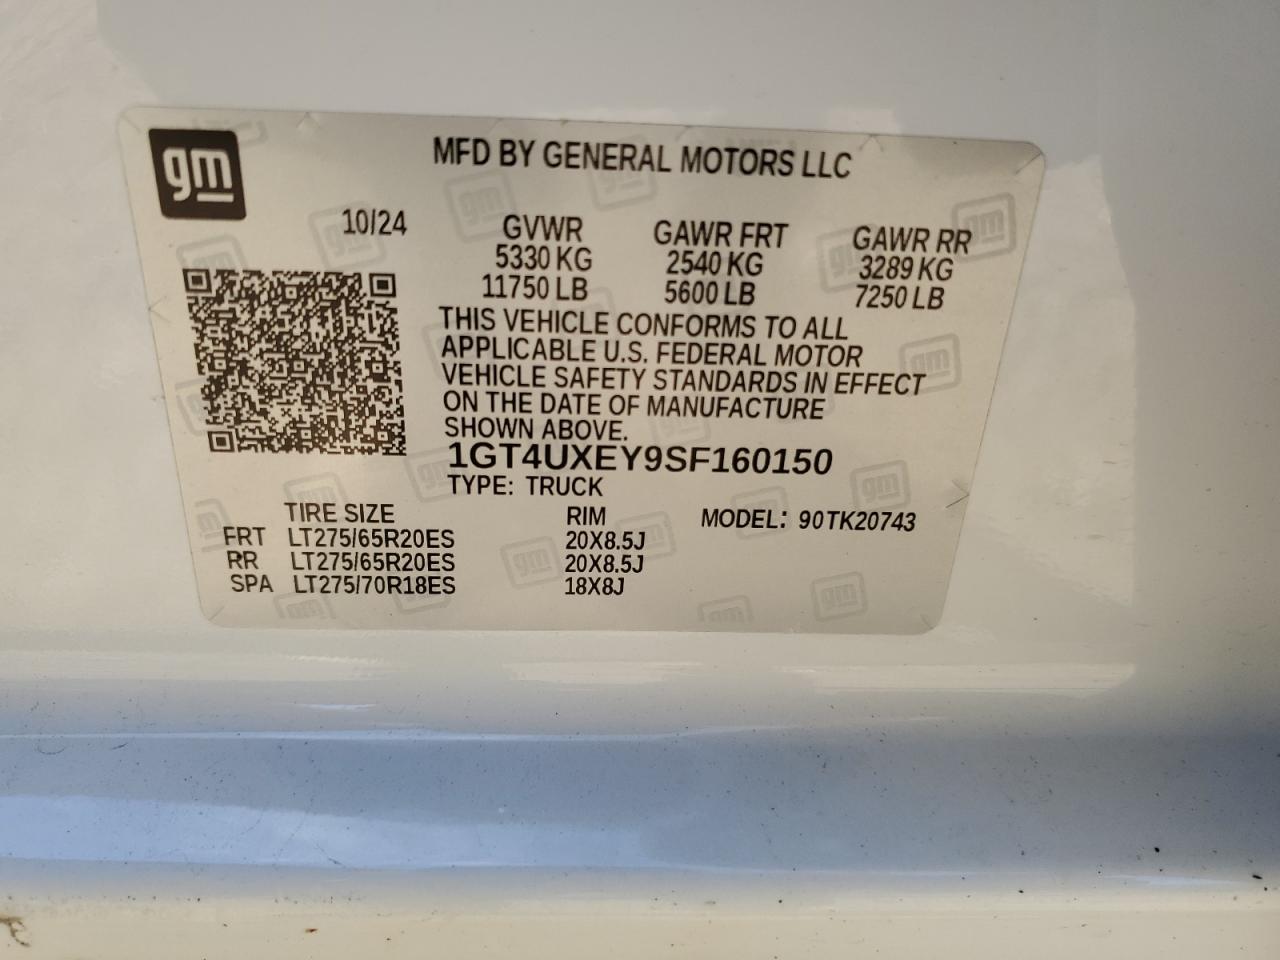 gm
MFD BY GENERAL MOTORS LLC
10/24
GVWR GAWR FRT GAWR RR
5330 KG 2540 KG 3289 KG
11750 LB 5600 LB 7250 LB
THIS VEHICLE CONFORMS TO ALL
APPLICABLE U.S. FEDERAL MOTOR
VEHICLE SAFETY STANDARDS IN EFFECT
ON THE DATE OF MANUFACTURE
SHOWN ABOVE.
1GT4UXEY9SF160150
TYPE: TRUCK
TIRE SIZE RIM MODEL: 90TK20743
FRT LT275/65R20ES 20X8.5J
RR LT275/65R20ES 20X8.5J
SPA LT275/70R18ES 18X8J